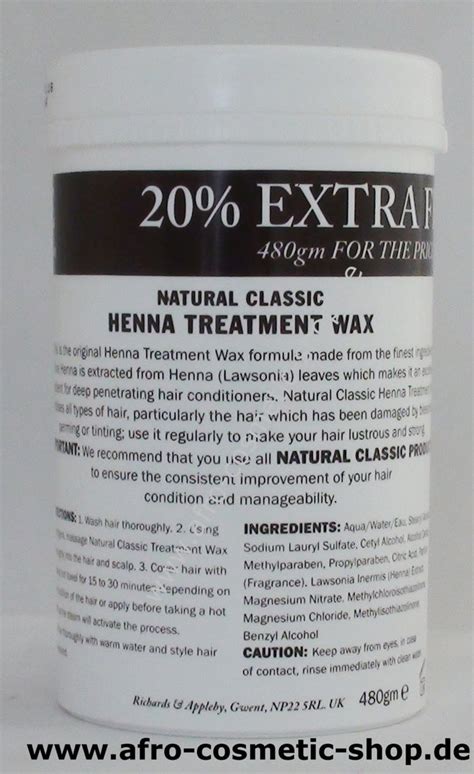 20% EXTRA F
480gm FOR THE PRIC
NATURAL CLASSIC
HENNA TREATMENT WAX
is the original Henna Treatment Wax formula made from the finest ingre
Henna is extracted from Henna (Lawsonia) leaves which makes it an
for deep penetrating hair conditioners. Natural Classic Henna Treatment
es all types of hair, particularly the hair which has been damaged by
perming or tinting; use it regularly to make your hair lustrous and strong.
RTANT: We recommend that you use all NATURAL CLASSIC PRODU
to ensure the consistent improvement of your hair
condition and manageability.
CTIONS: 1. Wash hair thoroughly. 2. Using
massage Natural Classic Treatment Wax
into the hair and scalp. 3. Cover hair with
for 15 to 30 minutes depending on
of the hair or apply before taking a hot
steam will activate the process.
thoroughly with warm water and style hair
INGREDIENTS: Aqua/Water/Eau,
Sodium Lauryl Sulfate, Cetyl Alcohol,
Methylparaben, Propylparaben, Citric Acid,
(Fragrance), Lawsonia Inermis (Henna) Extract
Magnesium Nitrate, Methylchloroisothiazolinone,
Magnesium Chloride, Methylisothiazolinone,
Benzyl Alcohol
CAUTION: Keep away from eyes, in case
of contact, rinse immediately with clean water.
Richards & Appleby, Gwent, NP22 5RL. UK
480gm e
www.afro-cosmetic-shop.de